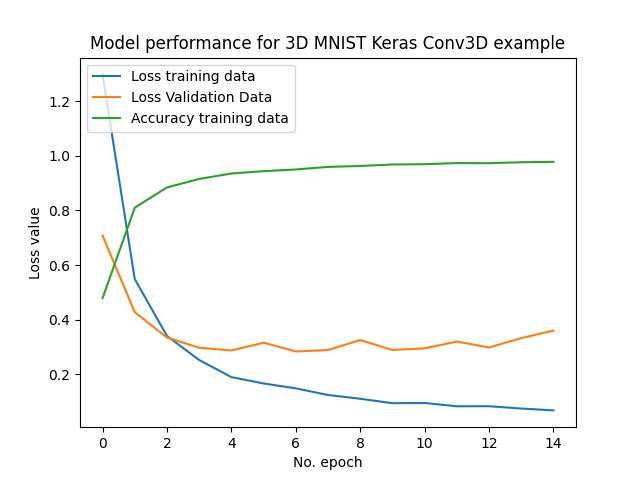 Model performance for 3D MNIST Keras Conv3D example
Loss training data
Loss Validation Data
Accuracy training data
1.2
1.0
0.8
0.6
0.4
0.2
Loss value
0 2 4 6 8 10 12 14
No. epoch